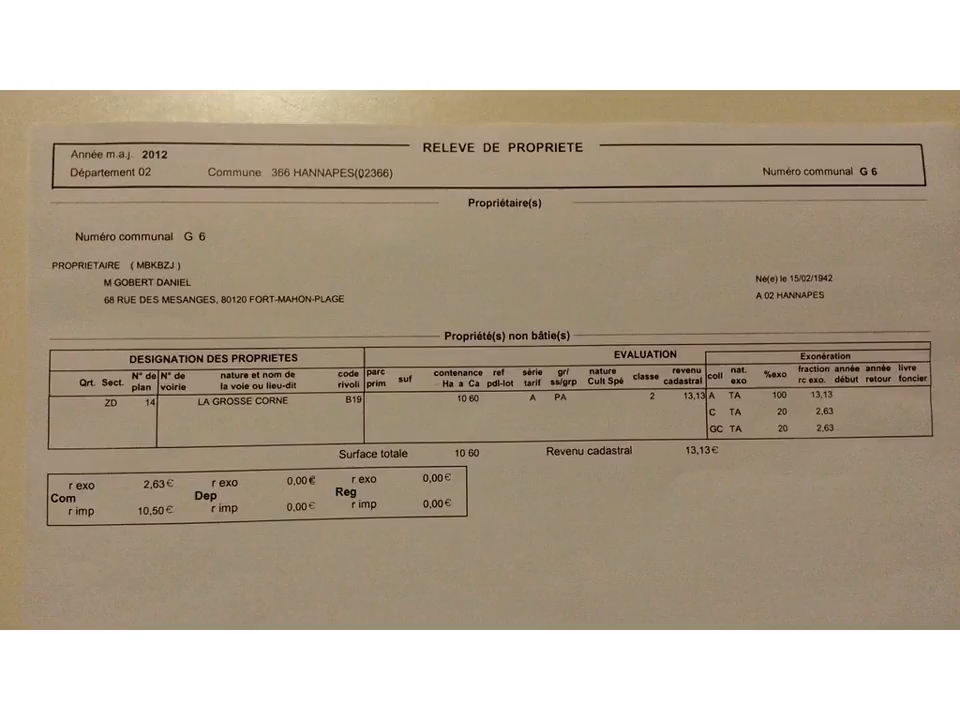 RELEVE DE PROPRIETE
Année m.a.j. 2012
Département 02 Commune 366 HANNAPES(02366) Numéro communal G 6
Propriétaire(s)
Numéro communal G 6
PROPRIETAIRE ( MBKBZJ )
M GOBERT DANIEL Né(e) le 15/02/1942
68 RUE DES MESANGES, 80120 FORT-MAHON-PLAGE A 02 HANNAPES
Propriété(s) non bâtie(s)
DESIGNATION DES PROPRIETES EVALUATION
Exonération
Qrt. Sect. N° de plan N° de voirie nature et nom de la voie ou lieu-dit code rivoli parc prim suf contenance Ha a Ca ref pdl-lot série tarif gr/ ss/grp nature Cult Spé classe revenu cadastral coll nat. exo %exo fraction rc exo. année début année retour livre foncier
ZD 14 LA GROSSE CORNE B19 10 60 A PA 2 13,13 A TA 100 13,13
C TA 20 2,63
GC TA 20 2,63
Surface totale 10 60 Revenu cadastral 13,13€
r exo 2,63€ r exo 0,00€ r exo 0,00€
Com Dep Reg
r imp 10,50€ r imp 0,00€ r imp 0,00€